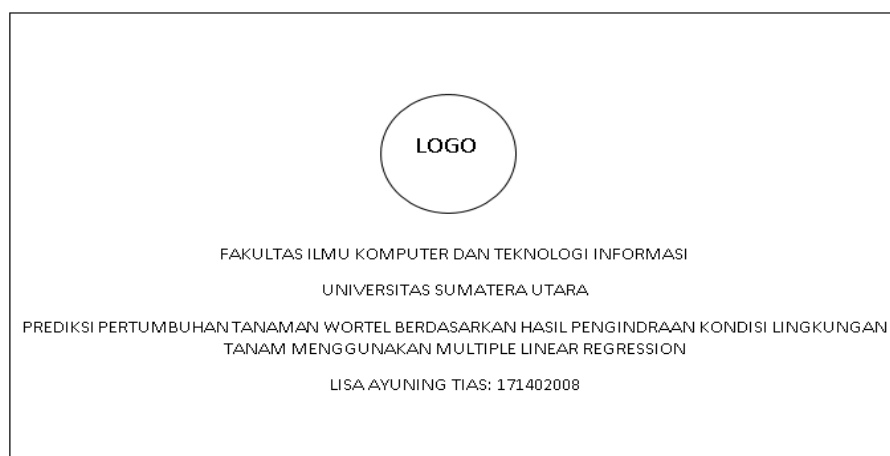 LOGO
FAKULTAS ILMU KOMPUTER DAN TEKNOLOGI INFORMASI
UNIVERSITAS SUMATERA UTARA
PREDIKSI PERTUMBUHAN TANAMAN WORTEL BERDASARKAN HASIL PENGINDRAAN KONDISI LINGKUNGAN
TANAM MENGGUNAKAN MULTIPLE LINEAR REGRESSION
LISA AYUNING TIAS: 171402008